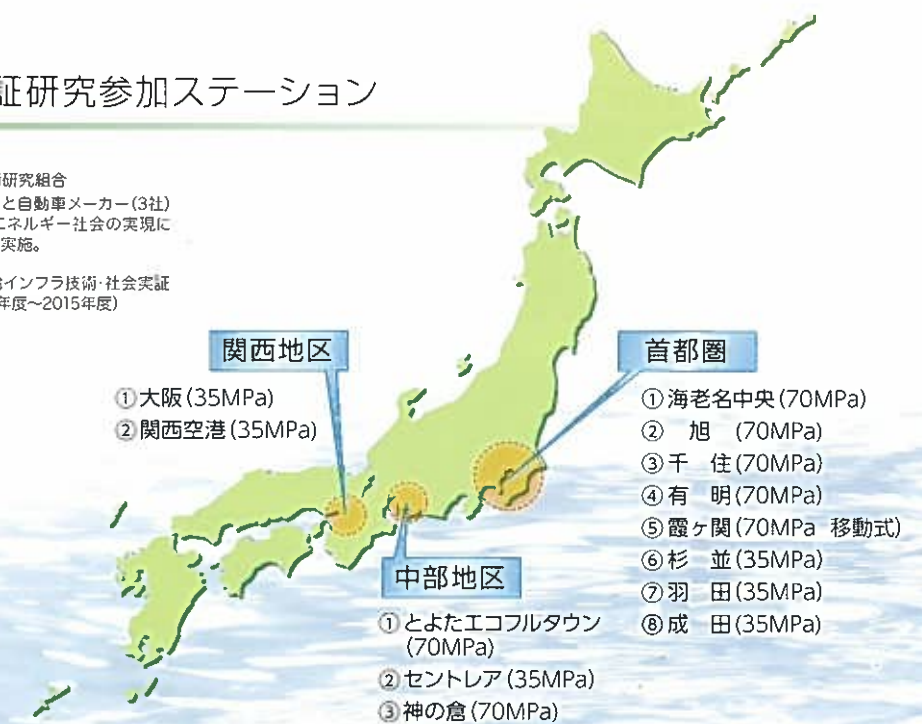 証研究参加ステーション
研究組合
と自動車メーカー(3社)
エネルギー社会の実現に
実施。
インフラ技術・社会実証
年度～2015年度)
関西地区
①大阪(35MPa)
②関西空港(35MPa)
首都圏
①海老名中央(70MPa)
② 旭 (70MPa)
③千 住(70MPa)
④有 明(70MPa)
⑤霞ヶ関(70MPa 移動式)
⑥杉 並(35MPa)
⑦羽 田(35MPa)
⑧成 田(35MPa)
中部地区
①とよたエコフルタウン
(70MPa)
②セントレア(35MPa)
③神の倉(70MPa)